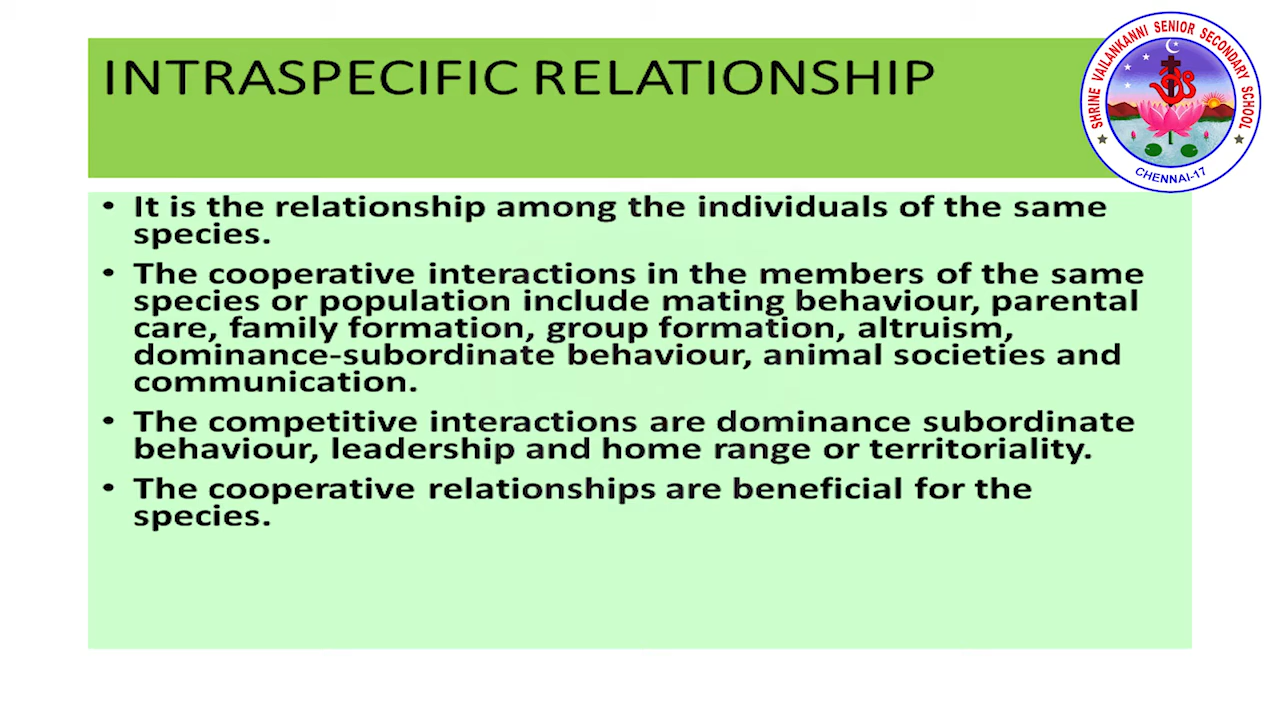 INTRASPECIFIC RELATIONSHIP
SHRINE VAILANKANNI SENIOR SECONDARY SCHOOL
CHENNAI-17
• It is the relationship among the individuals of the same
species.
• The cooperative interactions in the members of the same
species or population include mating behaviour, parental
care, family formation, group formation, altruism,
dominance-subordinate behaviour, animal societies and
communication.
• The competitive interactions are dominance subordinate
behaviour, leadership and home range or territoriality.
• The cooperative relationships are beneficial for the
species.